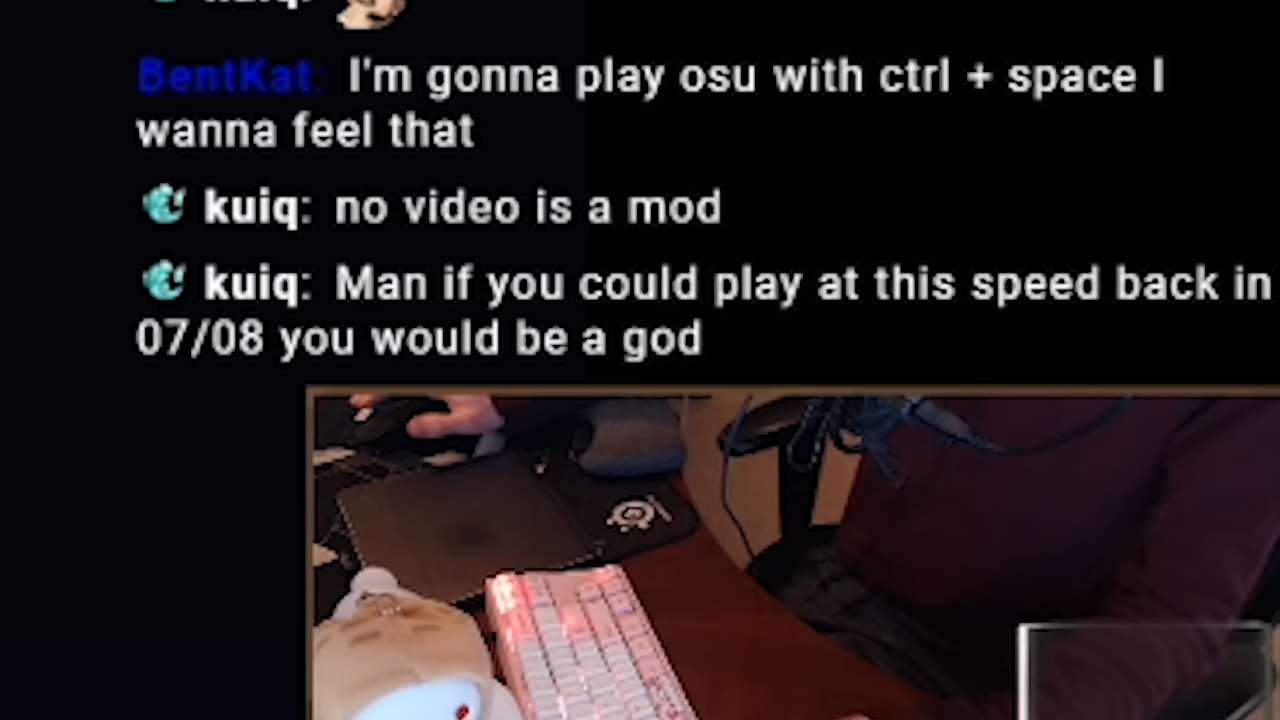 kuiq:
BentKat: I'm gonna play osu with ctrl + space I
wanna feel that
kuiq: no video is a mod
kuiq: Man if you could play at this speed back in
07/08 you would be a god